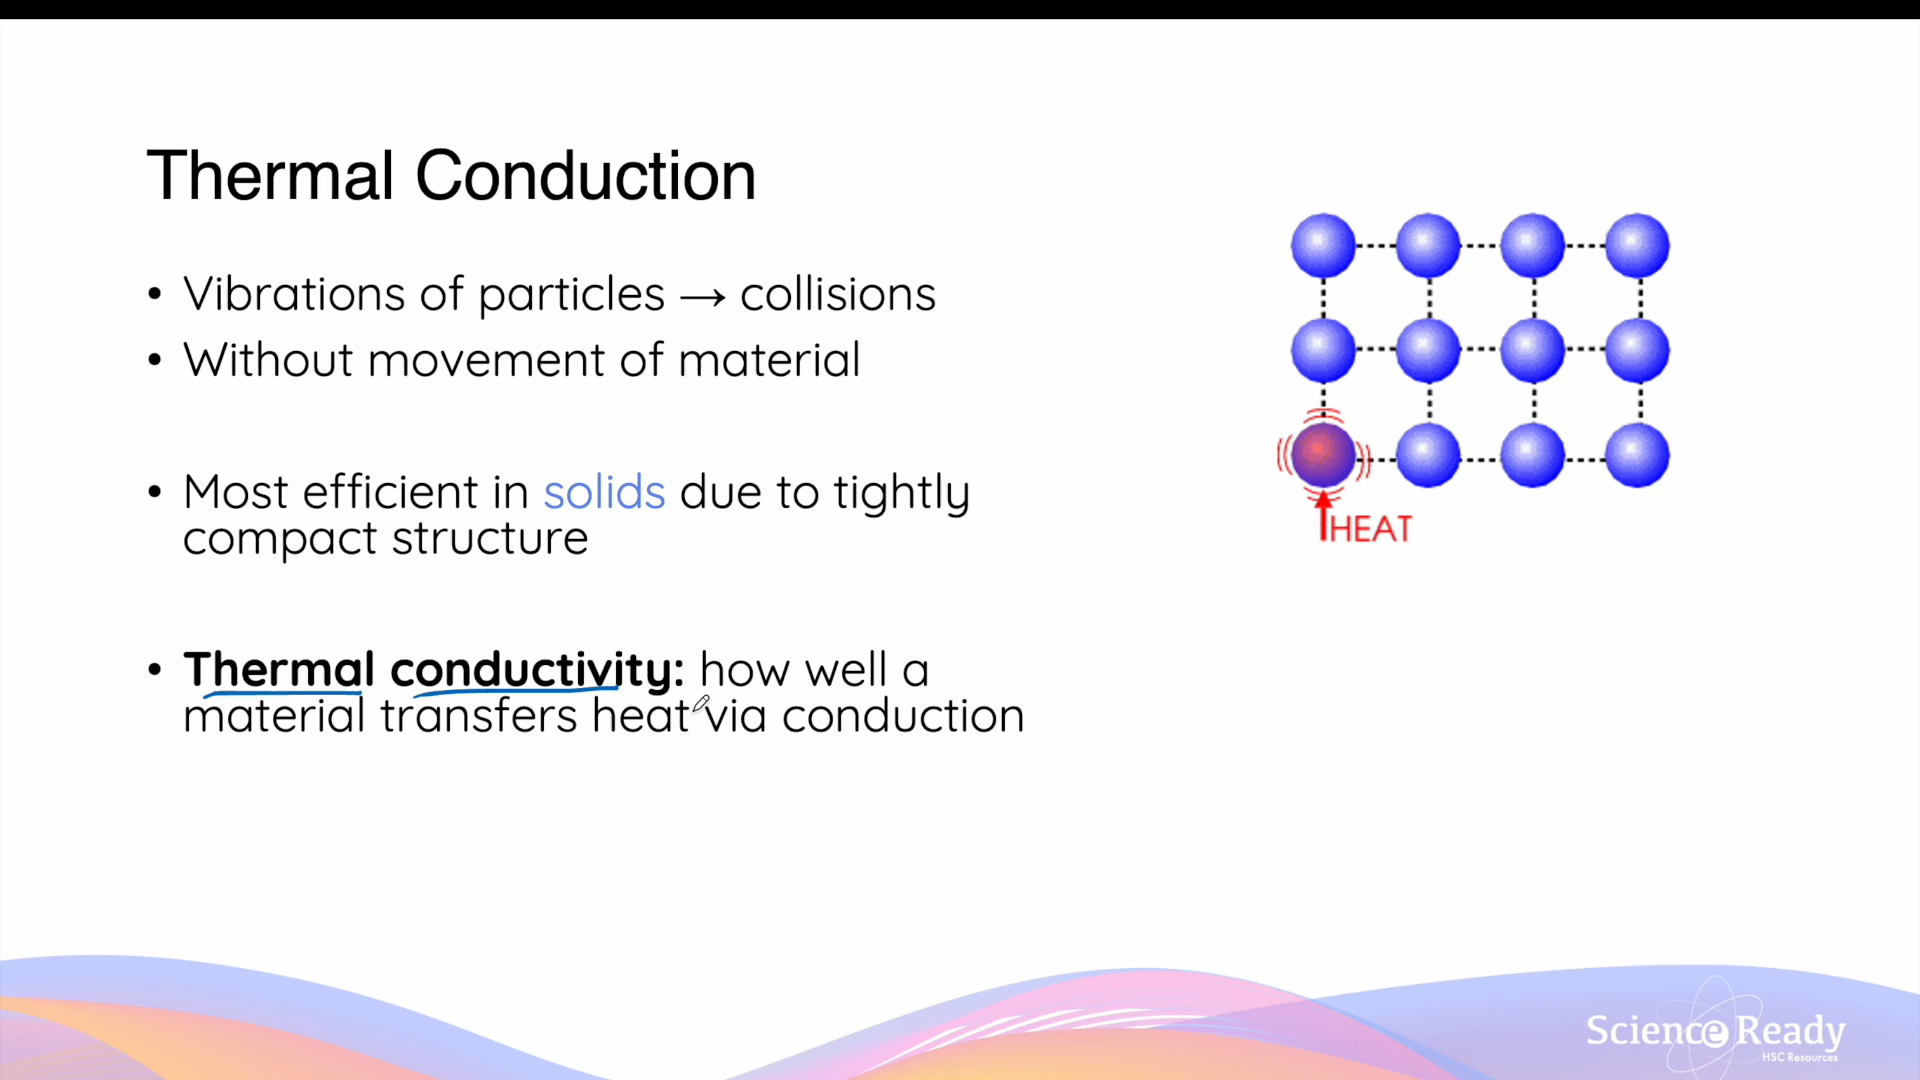 Thermal Conduction
• Vibrations of particles → collisions
• Without movement of material
• Most efficient in solids due to tightly
compact structure
• Thermal conductivity: how well a
material transfers heat via conduction
HEAT
Science Ready
HSC Resources